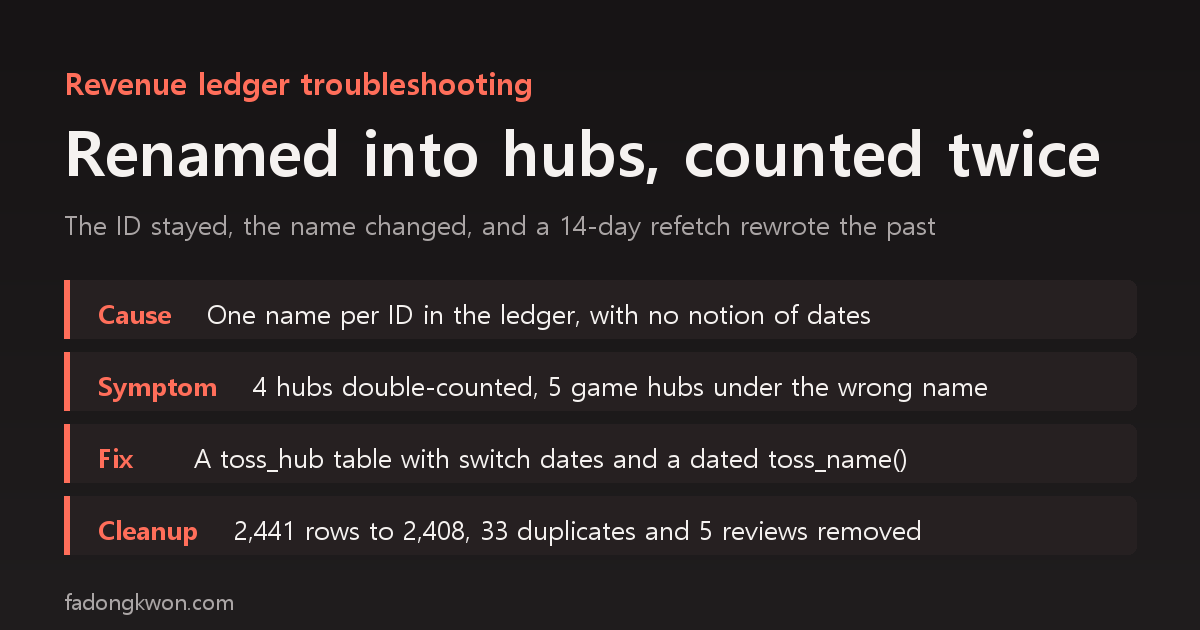 Revenue ledger troubleshooting
Renamed into hubs, counted twice
The ID stayed, the name changed, and a 14-day refetch rewrote the past
Cause One name per ID in the ledger, with no notion of dates
Symptom 4 hubs double-counted, 5 game hubs under the wrong name
Fix A toss_hub table with switch dates and a dated toss_name()
Cleanup 2,441 rows to 2,408, 33 duplicates and 5 reviews removed
fadongkwon.com